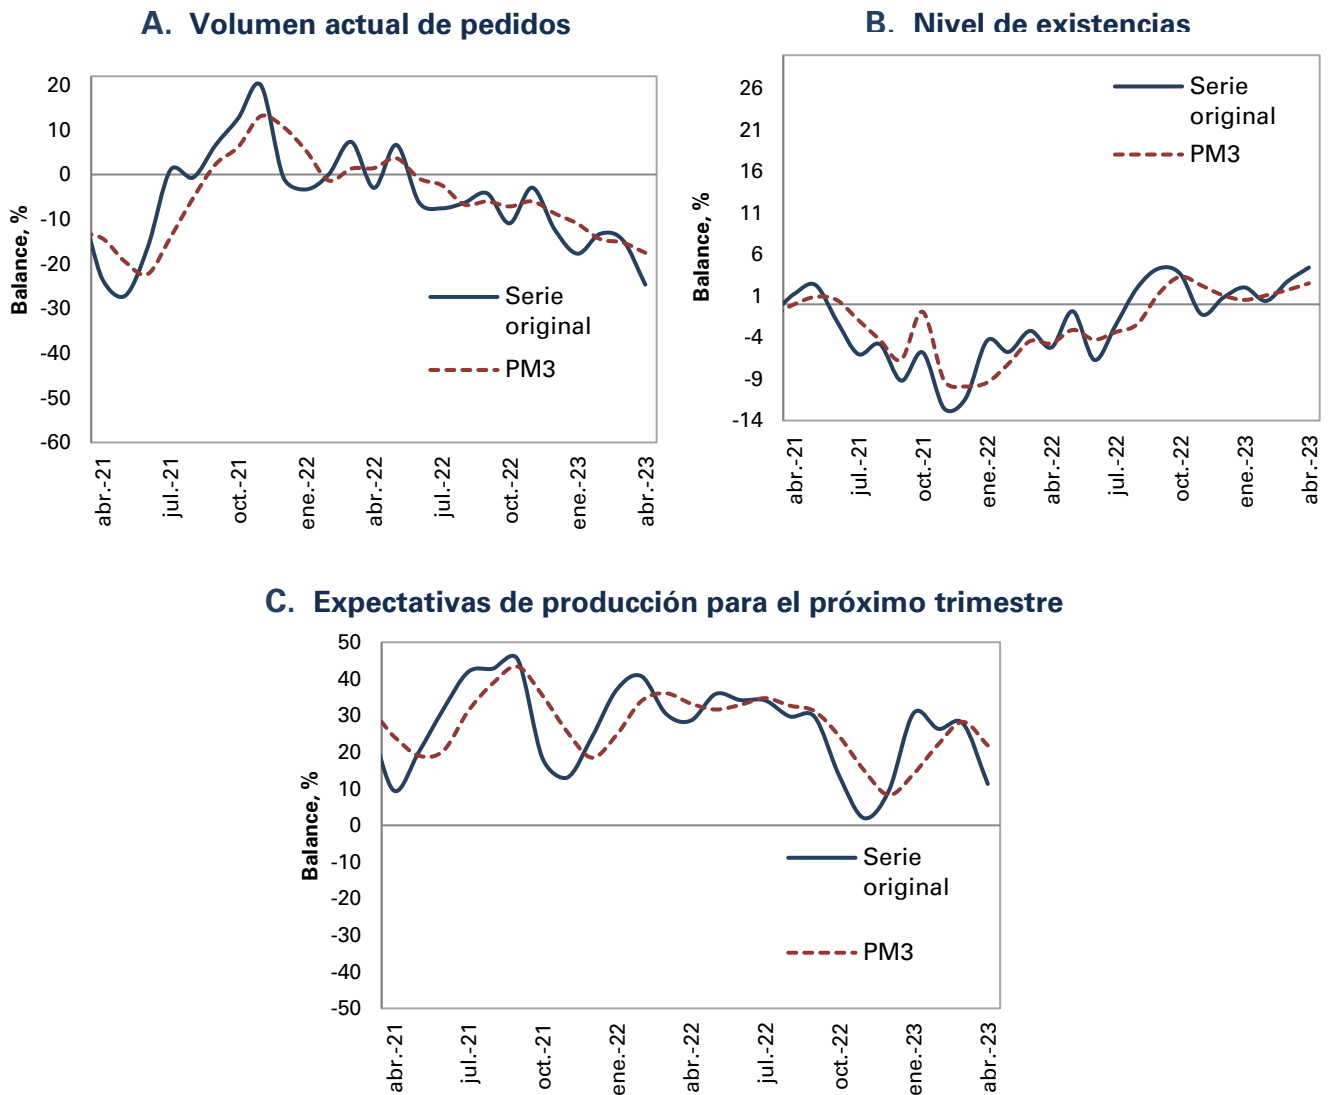 A. Volumen actual de pedidos
Balance, %
20
10
0
-10
-20
-30
-40
-50
-60
Serie
original
PM3
abr.-21
jul.-21
oct.-21
ene.-22
abr.-22
jul.-22
oct.-22
ene.-23
abr.-23
B. Nivel de existencias
Balance, %
26
21
16
11
6
1
-4
-9
-14
Serie
original
PM3
abr.-21
jul.-21
oct.-21
ene.-22
abr.-22
jul.-22
oct.-22
ene.-23
abr.-23
C. Expectativas de producción para el próximo trimestre
Balance, %
50
40
30
20
10
0
-10
-20
-30
-40
-50
Serie
original
PM3
abr.-21
jul.-21
oct.-21
ene.-22
abr.-22
jul.-22
oct.-22
ene.-23
abr.-23